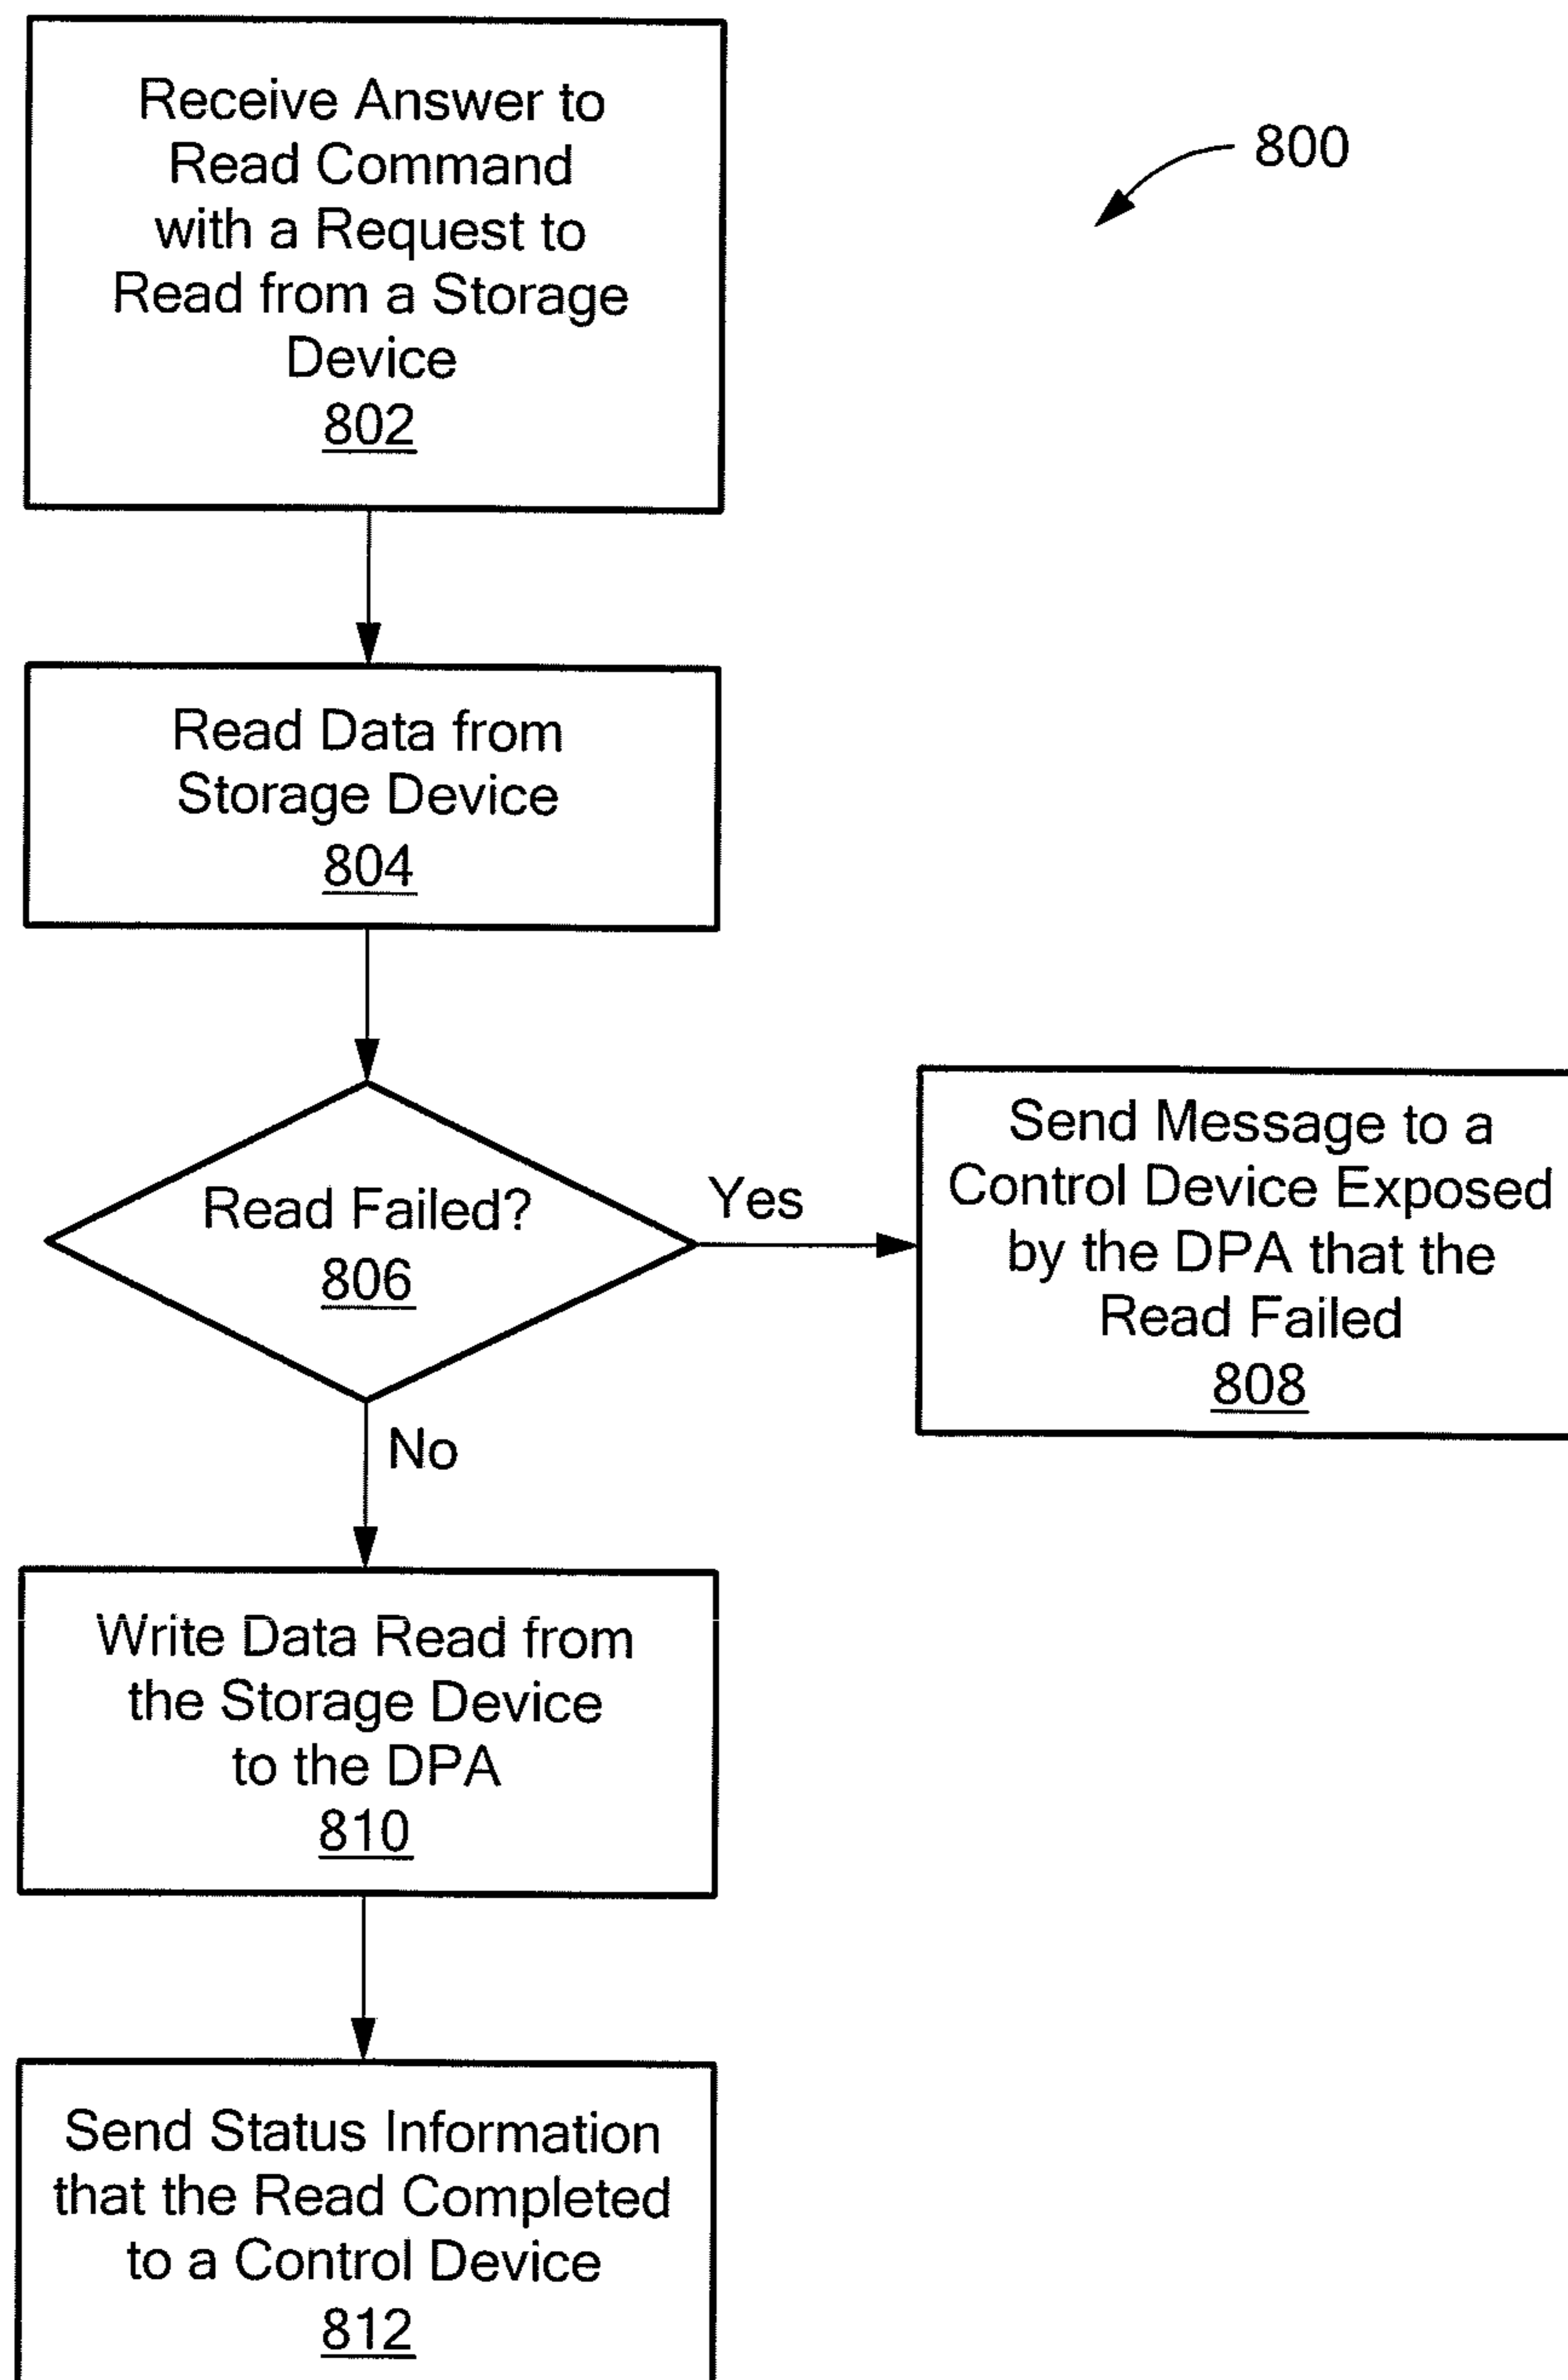 Receive Answer to
Read Command
with a Request to
Read from a Storage
Device
802
800
Read Data from
Storage Device
804
Read Failed?
806
Yes
Send Message to a
Control Device Exposed
by the DPA that the
Read Failed
808
No
Write Data Read from
the Storage Device
to the DPA
810
Send Status Information
that the Read Completed
to a Control Device
812